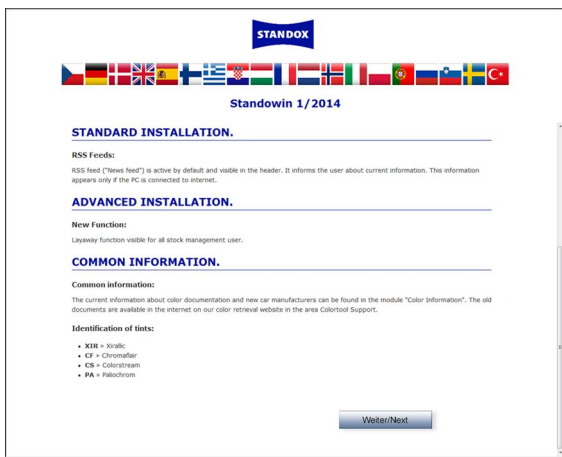 STANDOX
Standowin 1/2014
STANDARD INSTALLATION.
RSS Feeds:
RSS feed ("News feed") is active by default and visible in the header. It informs the user about current information. This information
appears only if the PC is connected to internet.
ADVANCED INSTALLATION.
New Function:
Layaway function visible for all stock management user.
COMMON INFORMATION.
Common information:
The current information about color documentation and new car manufacturers can be found in the module "Color Information". The old
documents are available in the internet on our color retrieval website in the area Colortool Support.
Identification of tints:
• XIR » Xirallic
• CF » Chromaflair
• CS » Colorstream
• PA » Paliochrom
Weiter/Next